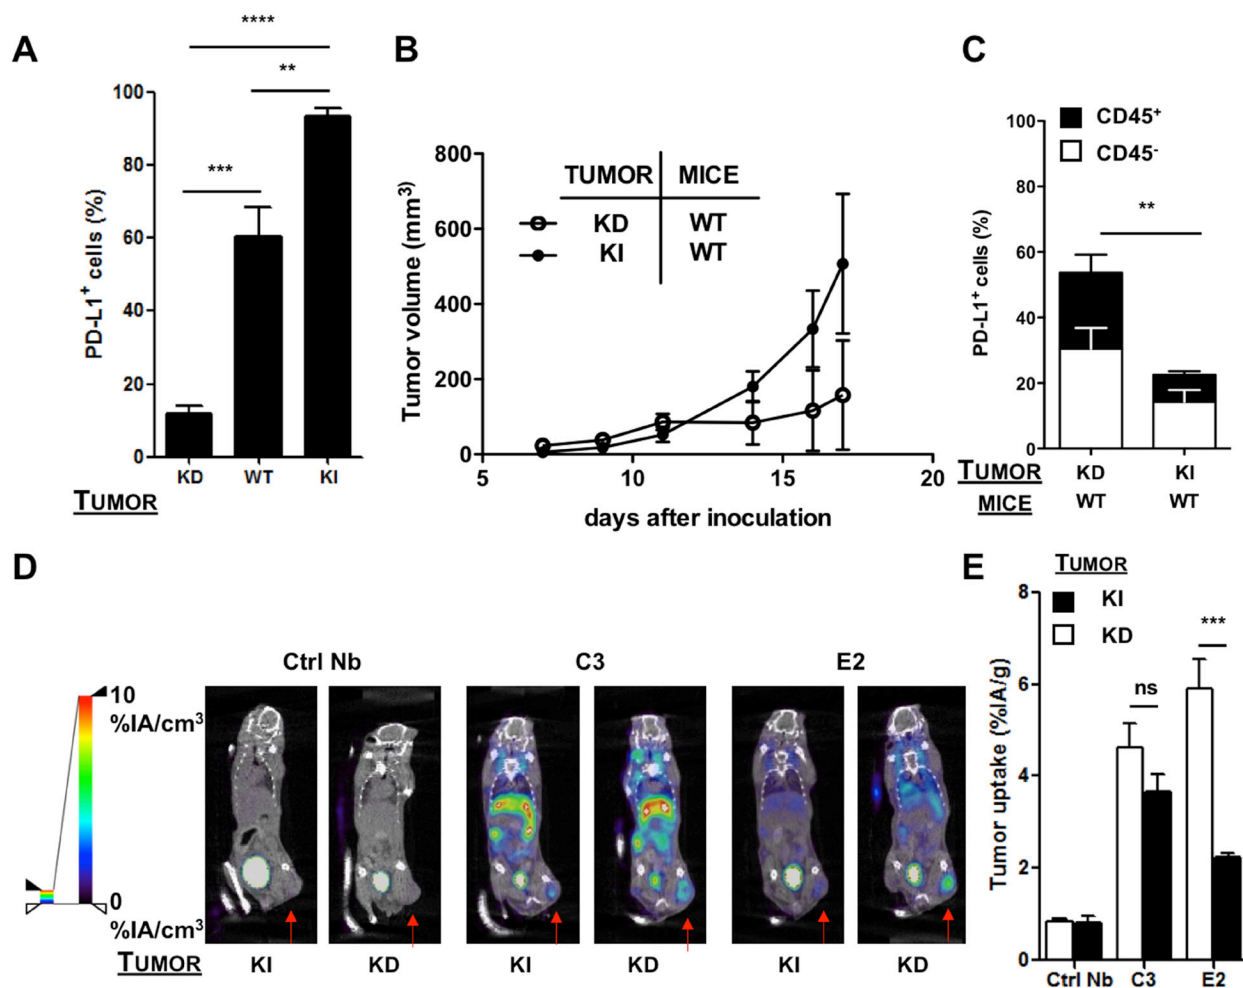 A
****
**
***
PD-L1+ cells (%)
100
80
60
40
20
0
KD WT KI
TUMOR
B
Tumor volume (mm3)
800
600
400
200
0
TUMOR MICE
KD WT
KI WT
5 10 15 20
days after inoculation
C
CD45+
CD45-
PD-L1+ cells (%)
100
80
60
40
20
0
**
TUMOR KD KI
MICE WT WT
D
Ctrl Nb C3 E2
10
%IA/cm3
0
%IA/cm3
TUMOR KI KD KI KD KI KD
E
TUMOR
KI
KD
Tumor uptake (%IA/g)
8
6
4
2
0
ns
***
Ctrl Nb C3 E2